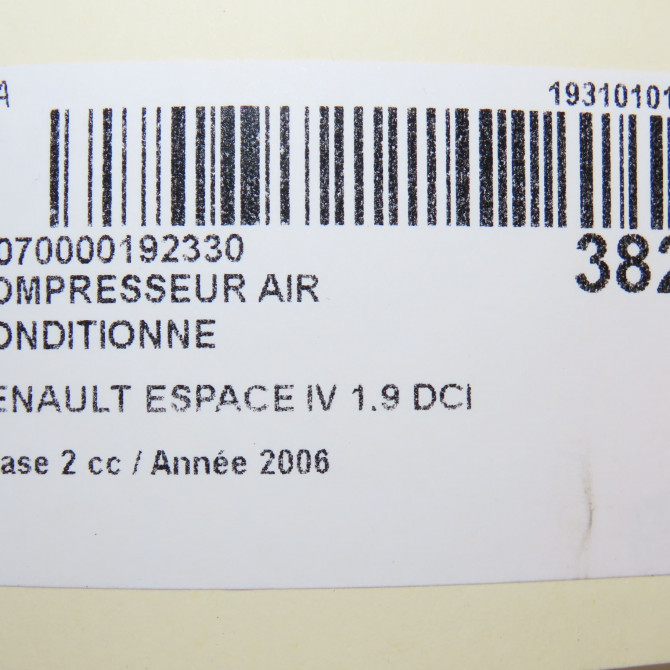 A 19310101
070000192330 382
OMPRESSEUR AIR
ONDITIONNE
ENAULT ESPACE IV 1.9 DCI
ase 2 cc / Année 2006